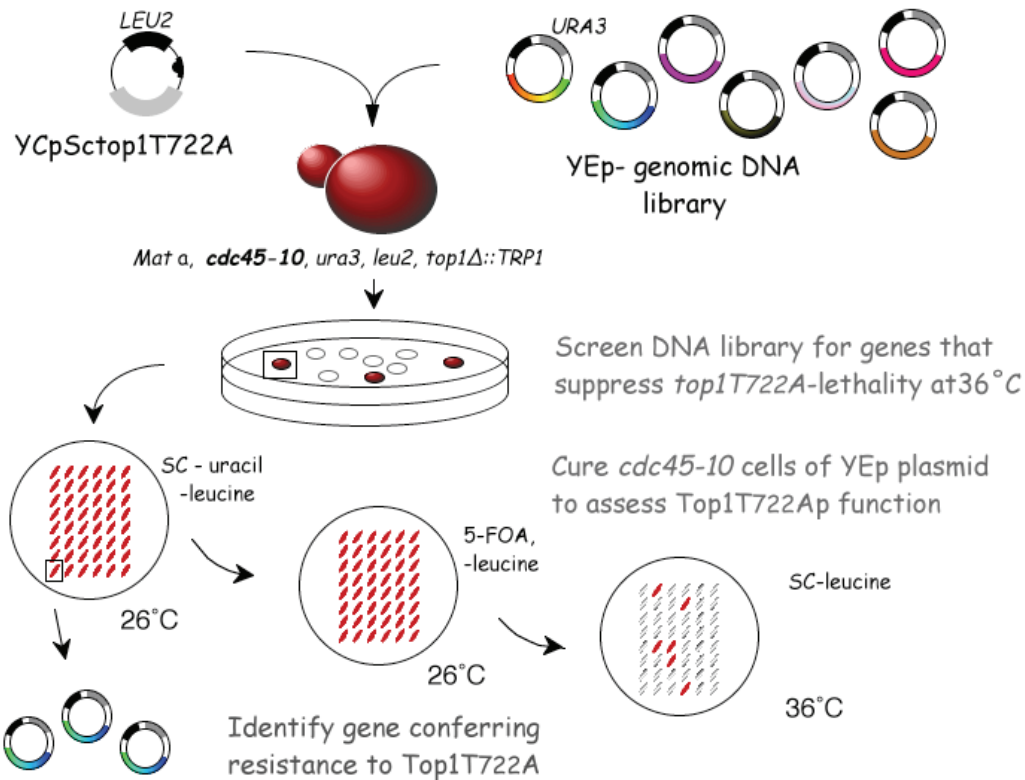 LEU2
URA3
YCpSctop1T722A
YEp- genomic DNA
library
Mat a, cdc45-10, ura3, leu2, top1Δ::TRP1
Screen DNA library for genes that
suppress top1T722A-lethality at36˚C
SC - uracil
-leucine
Cure cdc45-10 cells of YEp plasmid
to assess Top1T722Ap function
5-FOA,
-leucine
SC-leucine
26˚C
26˚C
36˚C
Identify gene conferring
resistance to Top1T722A